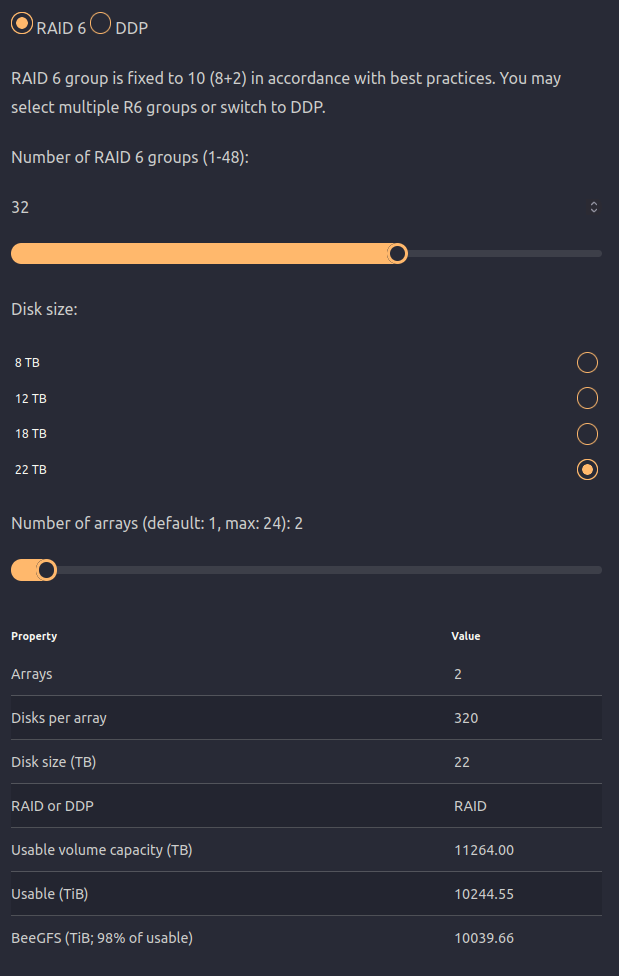 RAID 6 DDP
RAID 6 group is fixed to 10 (8+2) in accordance with best practices. You may
select multiple R6 groups or switch to DDP.
Number of RAID 6 groups (1-48):
32
Disk size:
8 TB
12 TB
18 TB
22 TB
Number of arrays (default: 1, max: 24): 2
Property Value
Arrays 2
Disks per array 320
Disk size (TB) 22
RAID or DDP RAID
Usable volume capacity (TB) 11264.00
Usable (TiB) 10244.55
BeeGFS (TiB; 98% of usable) 10039.66